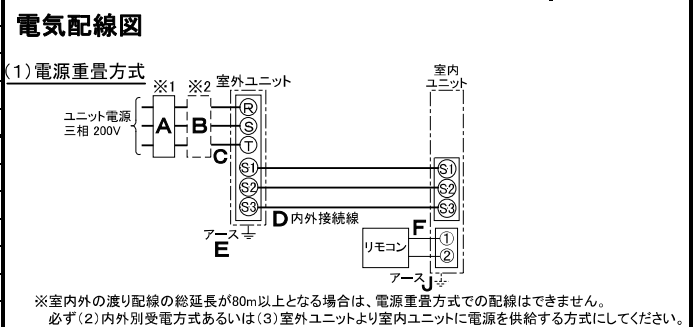 電気配線図
(1)電源重畳方式
※1 ※2 室外ユニット
室内
ユニット
ユニット電源
三相 200V
A
B
C
R
S
T
S1
S2
S3
S1
S2
S3
D 内外接続線
アース
E
リモコン
F
①
②
アース J
※室内外の渡り配線の総延長が80m以上となる場合は、電源重畳方式での配線はできません。
必ず(2)内外別受電方式あるいは(3)室外ユニットより室内ユニットに電源を供給する方式にしてください。